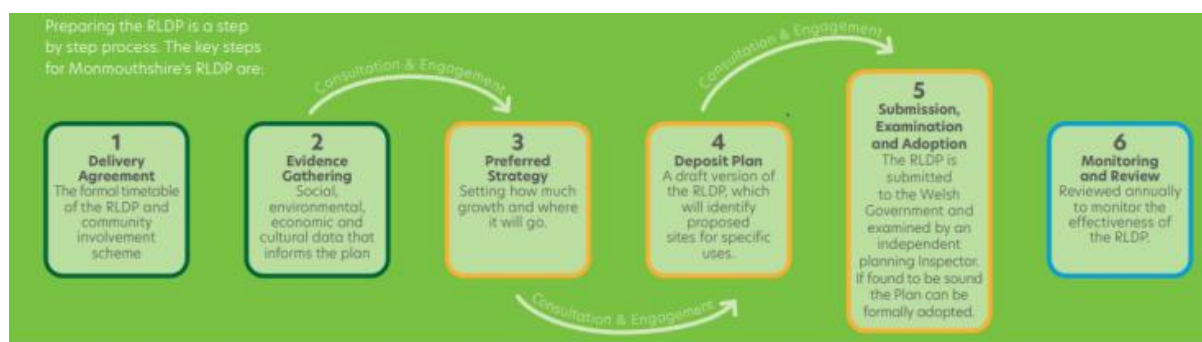 Preparing the RLDP is a step
by step process. The key steps
for Monmouthshire's RLDP are:
Consultation & Engagement
Consultation & Engagement
1
Delivery
Agreement
The formal timetable
of the RLDP and
community
involvement
scheme
2
Evidence
Gathering
Social,
environmental,
economic and
cultural data that
informs the plan
3
Preferred
Strategy
Setting how much
growth and where
it will go.
4
Deposit Plan
A draft version of
the RLDP, which
will identify
proposed
sites for specific
uses.
5
Submission,
Examination
and Adoption
The RLDP is
submitted
to the Welsh
Government and
examined by an
independent
planning Inspector.
If found to be sound
the Plan can be
formally adopted.
6
Monitoring
and Review
Reviewed annually
to monitor the
effectiveness of
the RLDP.
Consultation & Engagement